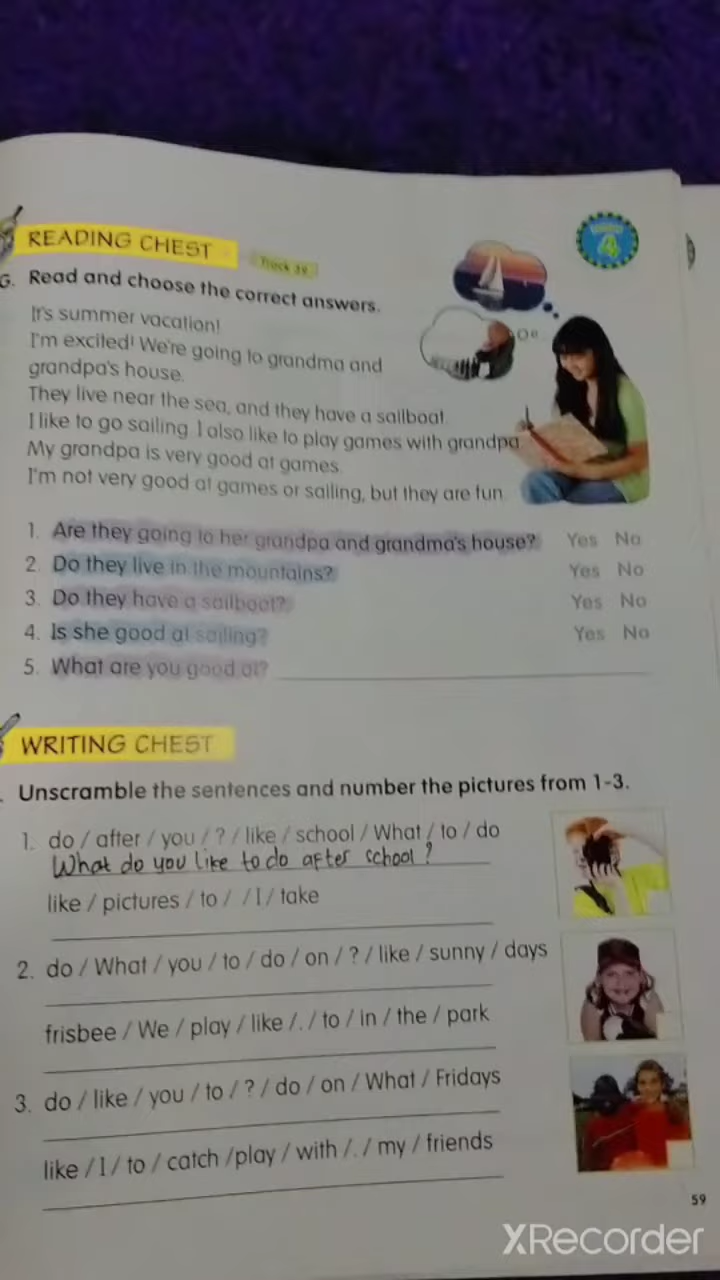 READING CHEST
Track 39
G. Read and choose the correct answers.
It's summer vacation!
I'm excited! We're going to grandma and
grandpa's house.
They live near the sea, and they have a sailboat.
I like to go sailing. I also like to play games with grandpa.
My grandpa is very good at games.
I'm not very good at games or sailing, but they are fun.
1. Are they going to her grandpa and grandma's house? Yes No
2. Do they live in the mountains? Yes No
3. Do they have a sailboat? Yes No
4. Is she good at sailing? Yes No
5. What are you good at?
4
WRITING CHEST
. Unscramble the sentences and number the pictures from 1-3.
1. do / after / you / ? / like / school / What / to / do
What do you like to do after school?
like / pictures / to / / I / take
2. do / What / you / to / do / on / ? / like / sunny / days
frisbee / We / play / like /. / to / in / the / park
3. do / like / you / to / ? / do / on / What / Fridays
like / I / to / catch /play / with /. / my / friends
59
XRecorder